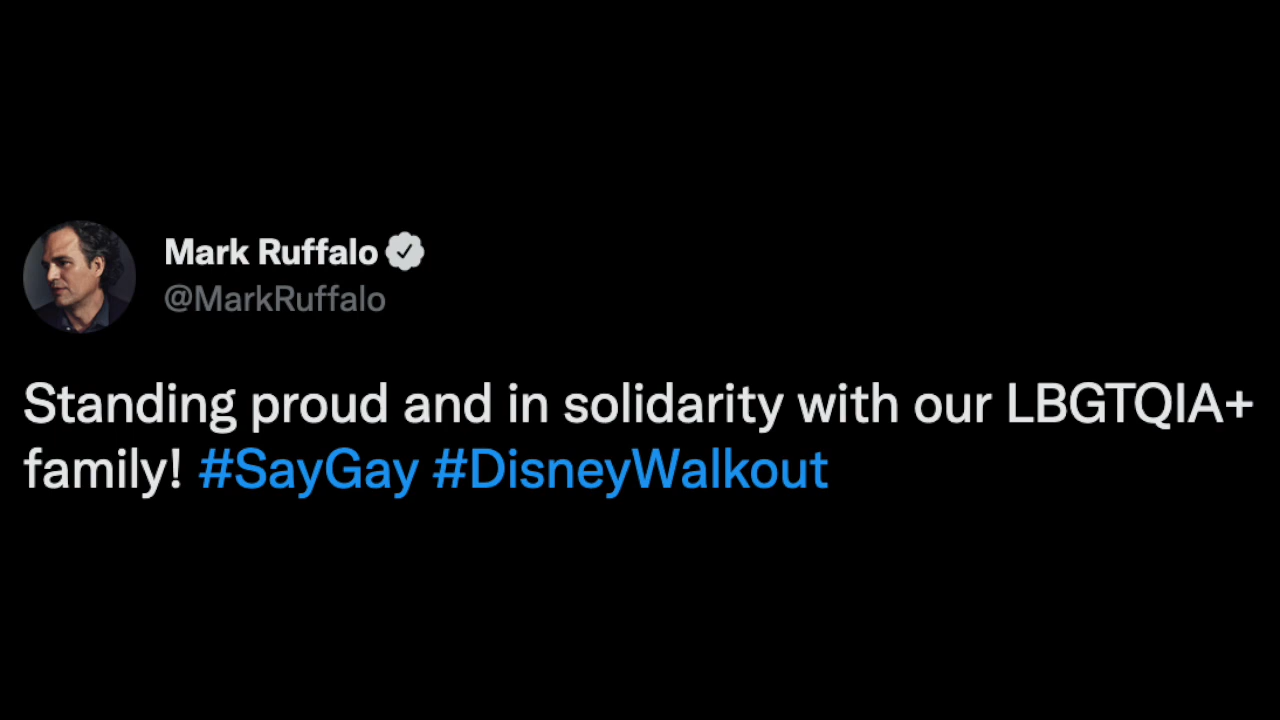 Mark Ruffalo
@MarkRuffalo
Standing proud and in solidarity with our LBGTQIA+
family! #SayGay #DisneyWalkout